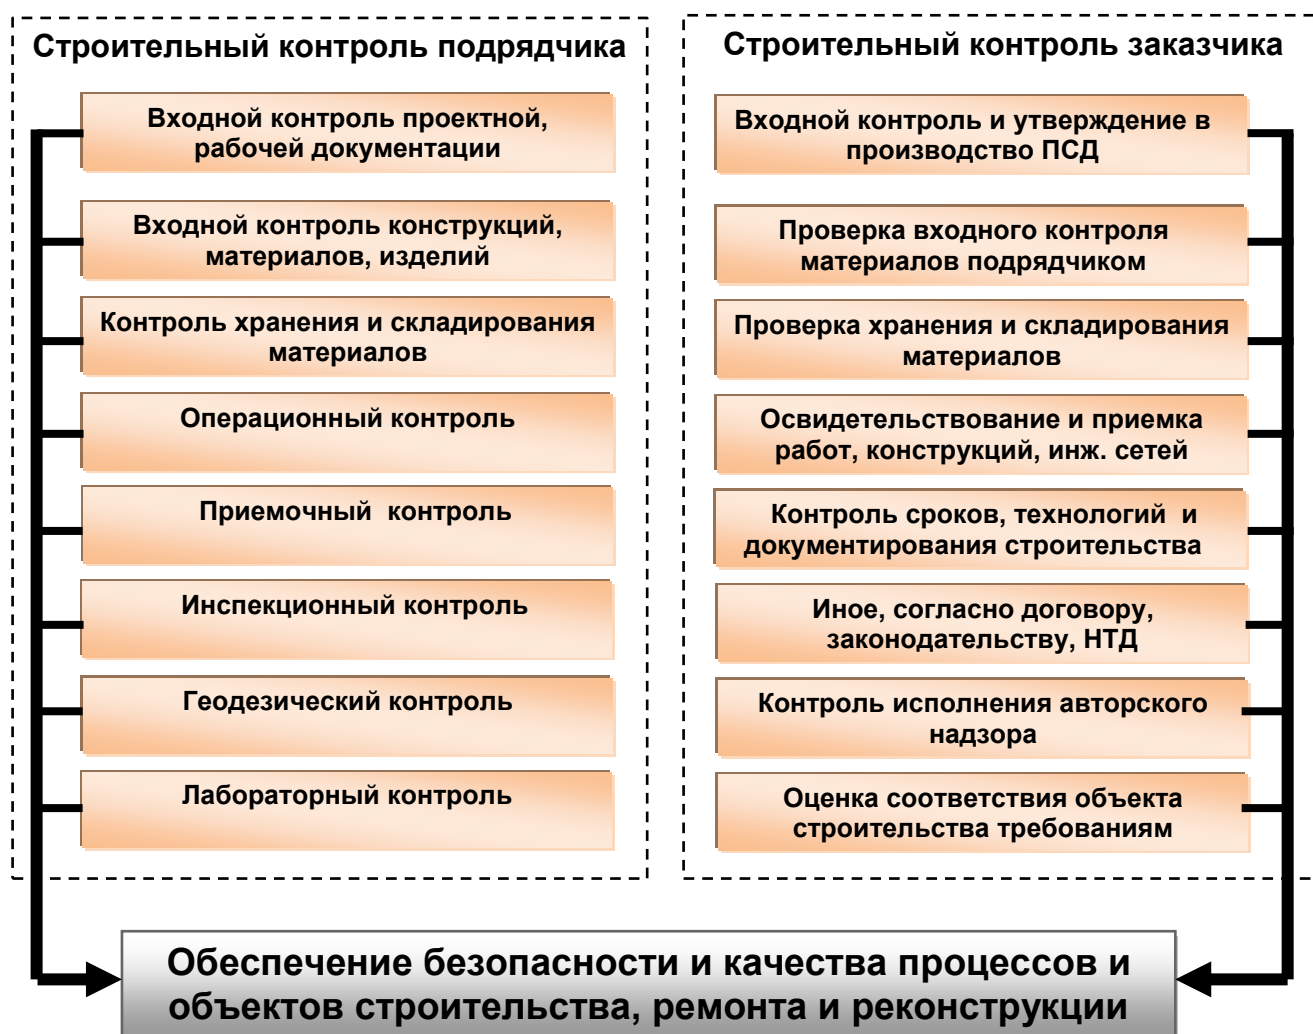 Строительный контроль подрядчика
Входной контроль проектной,
рабочей документации
Входной контроль конструкций,
материалов, изделий
Контроль хранения и складирования
материалов
Операционный контроль
Приемочный контроль
Инспекционный контроль
Геодезический контроль
Лабораторный контроль
Строительный контроль заказчика
Входной контроль и утверждение в
производство ПСД
Проверка входного контроля
материалов подрядчиком
Проверка хранения и складирования
материалов
Освидетельствование и приемка
работ, конструкций, инж. сетей
Контроль сроков, технологий и
документирования строительства
Иное, согласно договору,
законодательству, НТД
Контроль исполнения авторского
надзора
Оценка соответствия объекта
строительства требованиям
Обеспечение безопасности и качества процессов и
объектов строительства, ремонта и реконструкции